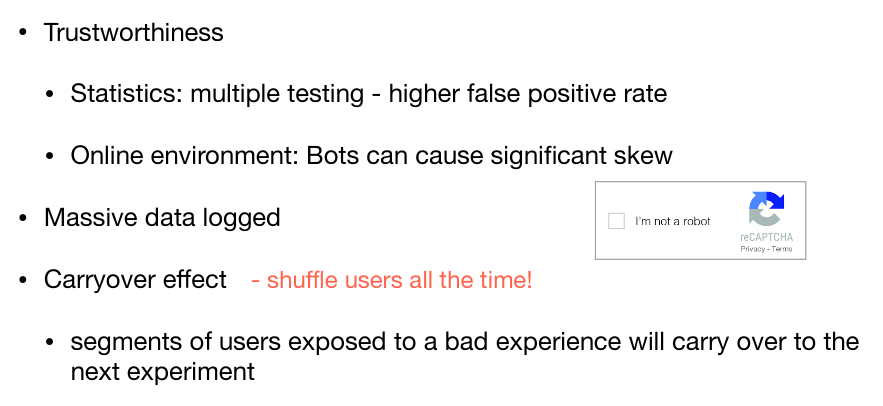 • Trustworthiness
• Statistics: multiple testing - higher false positive rate
• Online environment: Bots can cause significant skew
• Massive data logged
I'm not a robot
reCAPTCHA
Privacy - Terms
• Carryover effect - shuffle users all the time!
• segments of users exposed to a bad experience will carry over to the
next experiment